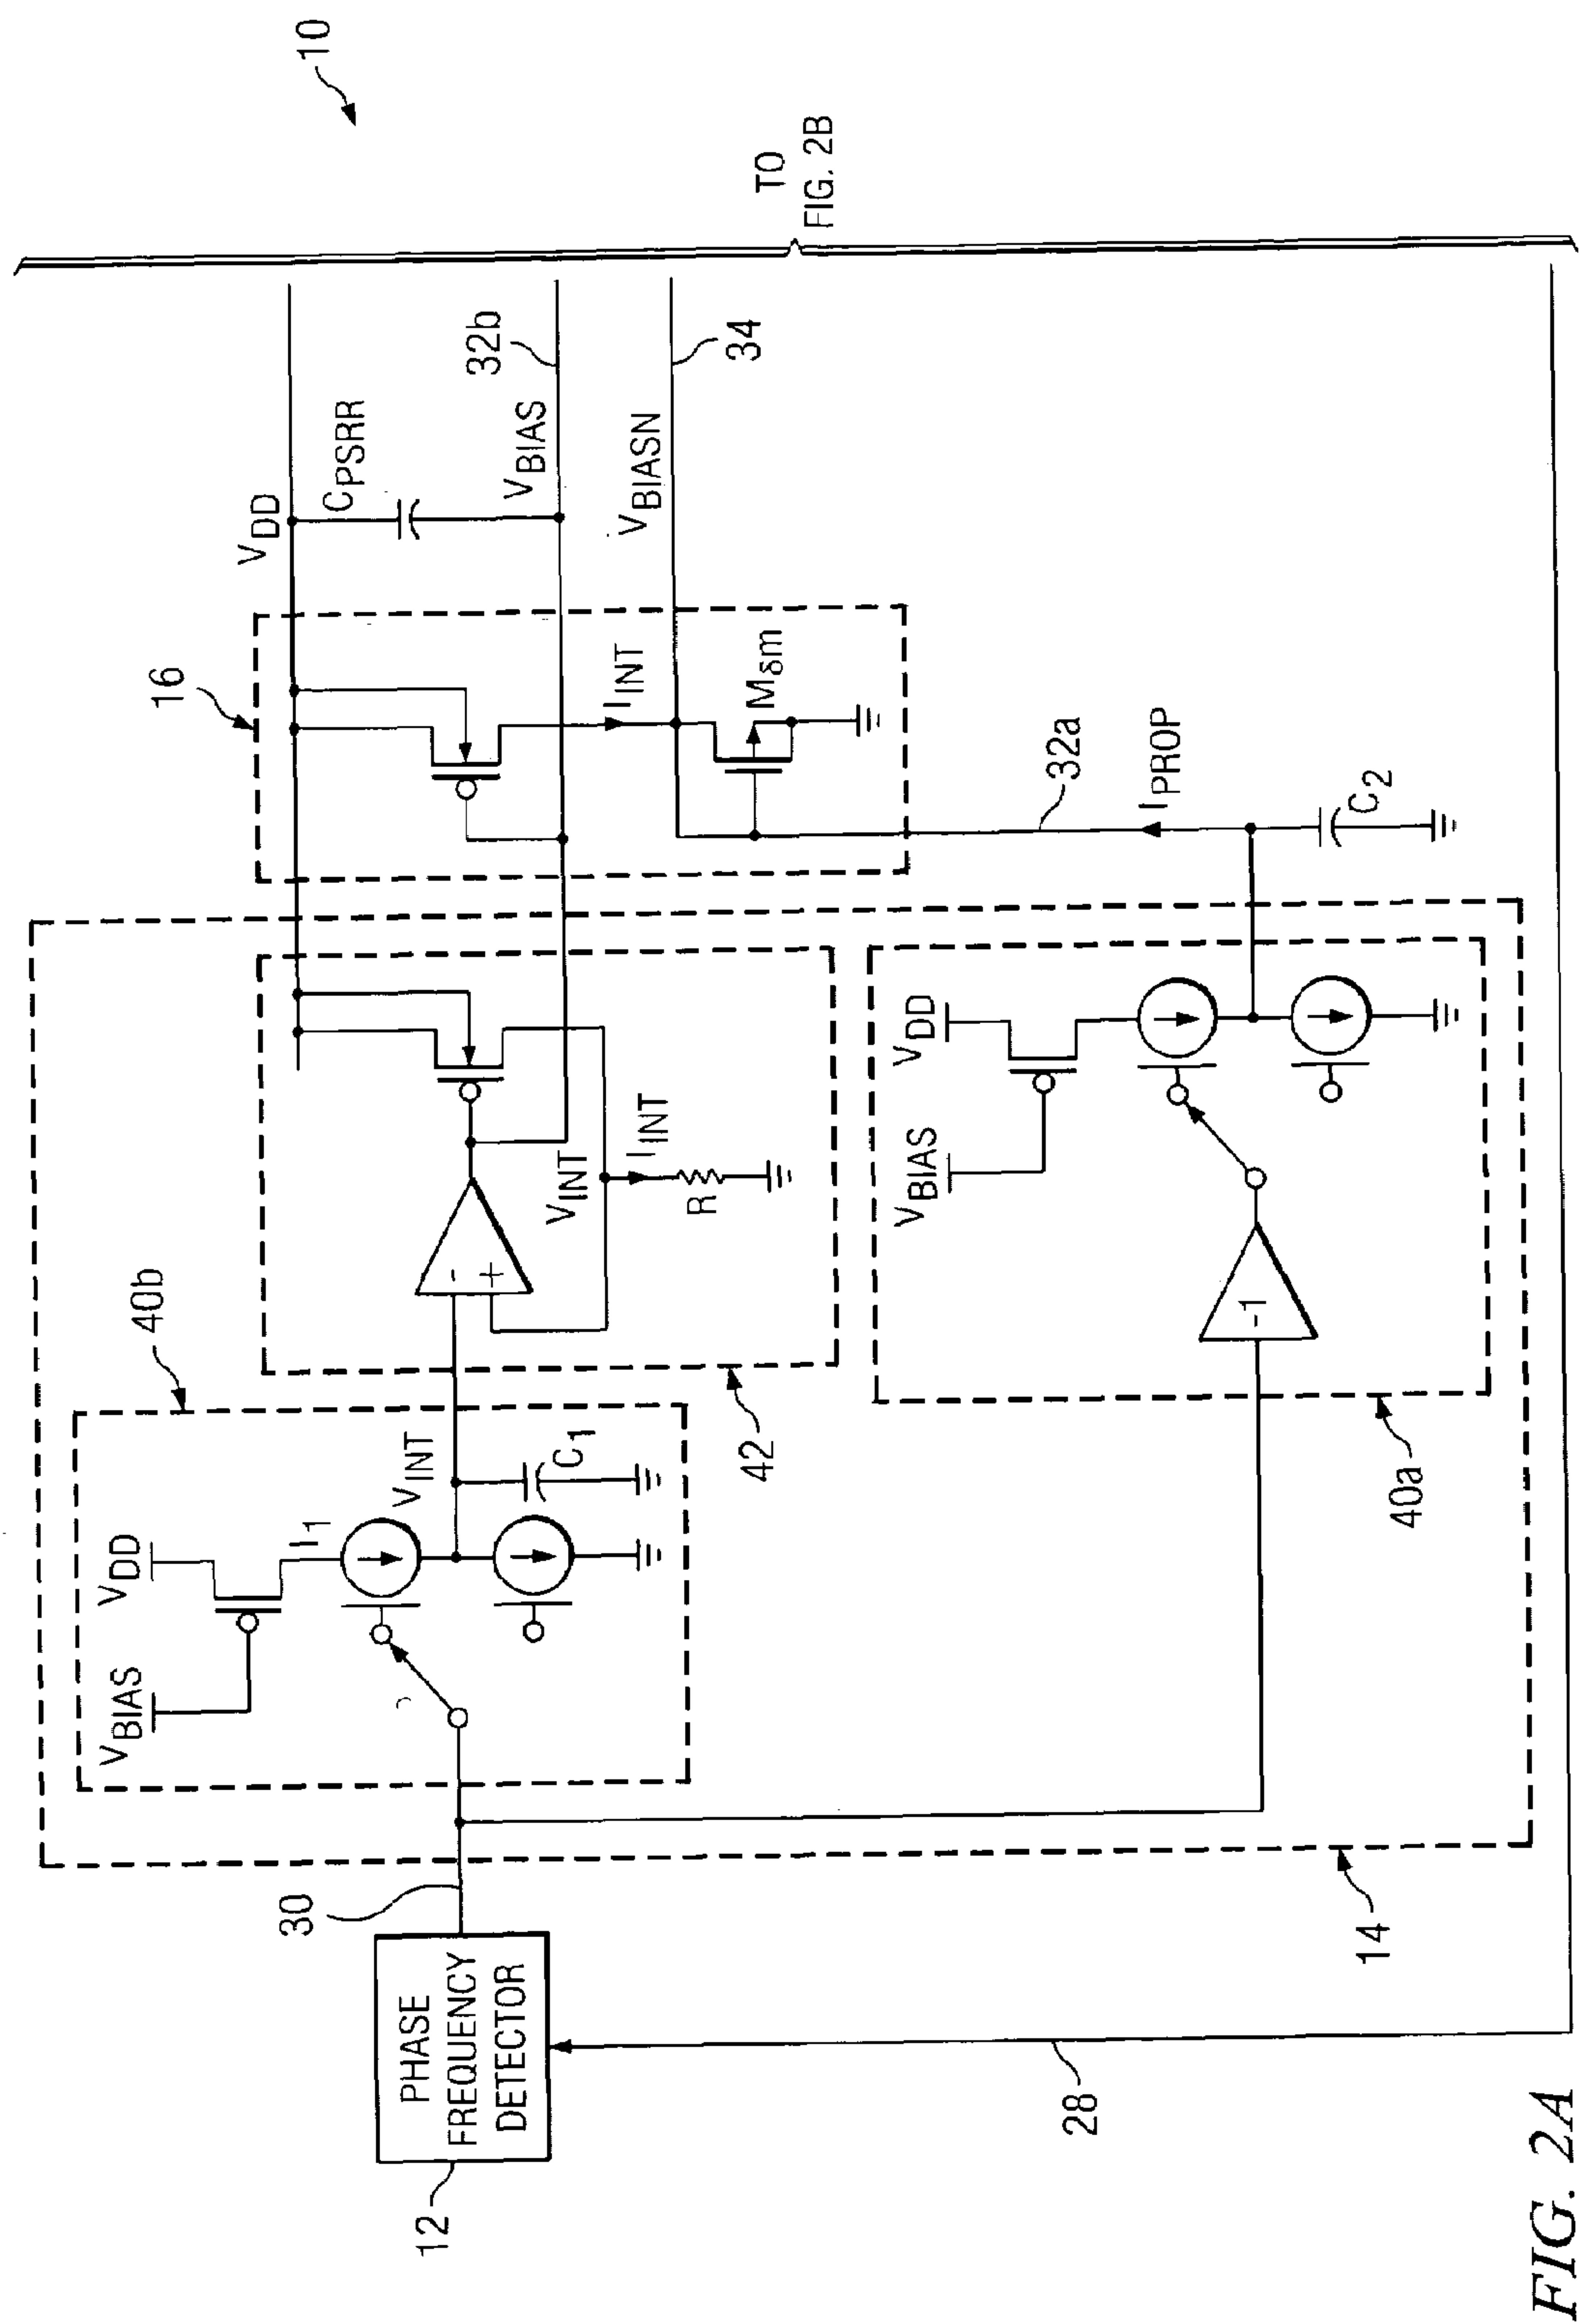 10
TO
FIG. 2B
16
VDD
CPSRR
32b
VBIAS
VBIASN
34
IINT
Mδm
32a
IPROP
C2
40b
VBIAS
VDD
I1
VINT
C1
-
+
VINT
IINT
R
42
VBIAS
VDD
-1
40a
30
PHASE
FREQUENCY
DETECTOR
12
28
14
FIG. 2A